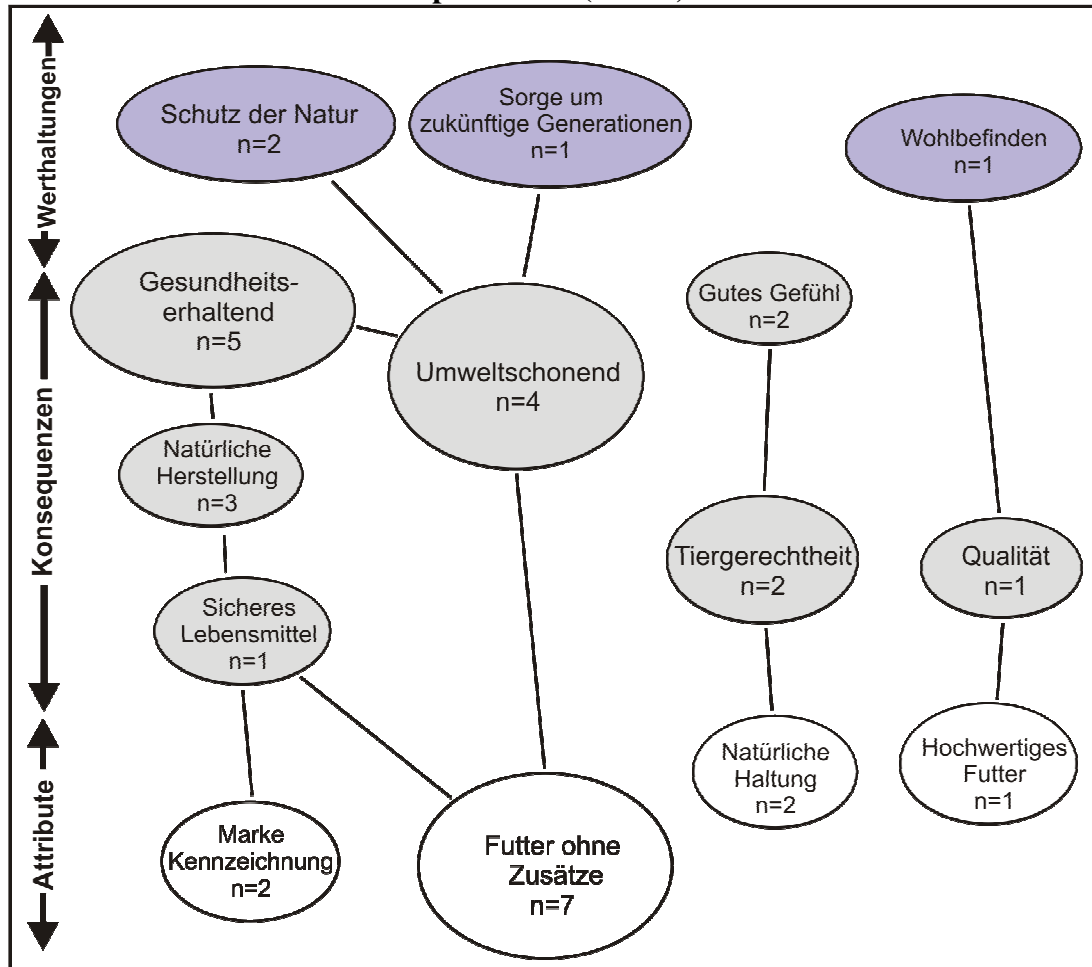 Werthaltungen
Schutz der Natur
n=2
Sorge um
zukünftige Generationen
n=1
Wohlbefinden
n=1
Konsequenzen
Gesundheits-
erhaltend
n=5
Umweltschonend
n=4
Gutes Gefühl
n=2
Natürliche
Herstellung
n=3
Tiergerechtheit
n=2
Qualität
n=1
Sicheres
Lebensmittel
n=1
Attribute
Marke
Kennzeichnung
n=2
Futter ohne
Zusätze
n=7
Natürliche
Haltung
n=2
Hochwertiges
Futter
n=1